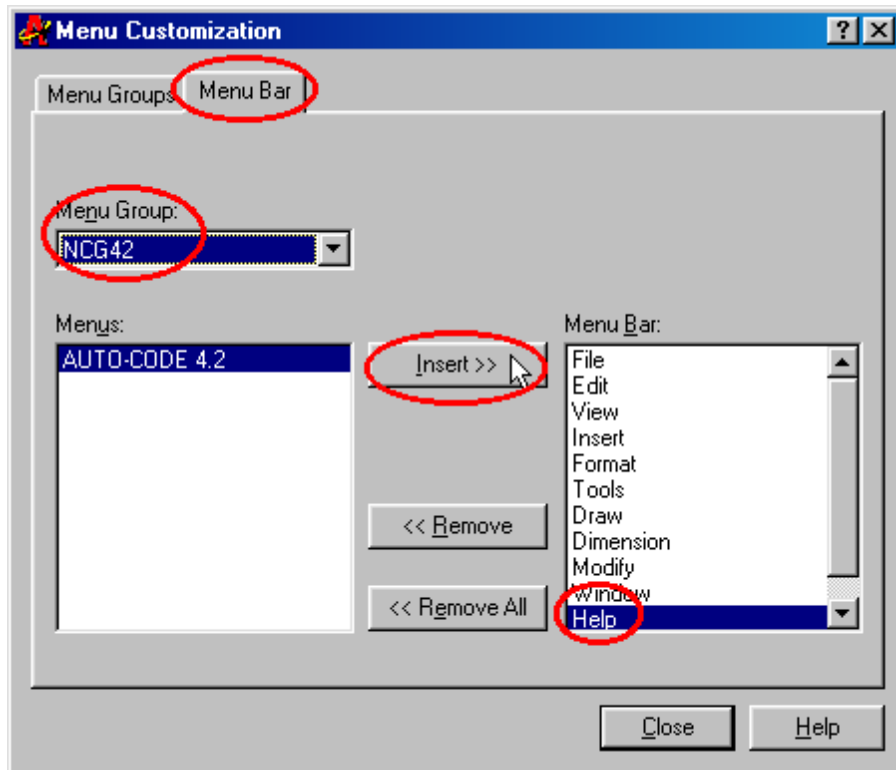 Menu Customization
Menu Groups
Menu Bar
Menu Group:
NCG42
Menus:
AUTO-CODE 4.2
Insert >>
<< Remove
<< Remove All
Menu Bar:
File
Edit
View
Insert
Format
Tools
Draw
Dimension
Modify
Window
Help
Close
Help